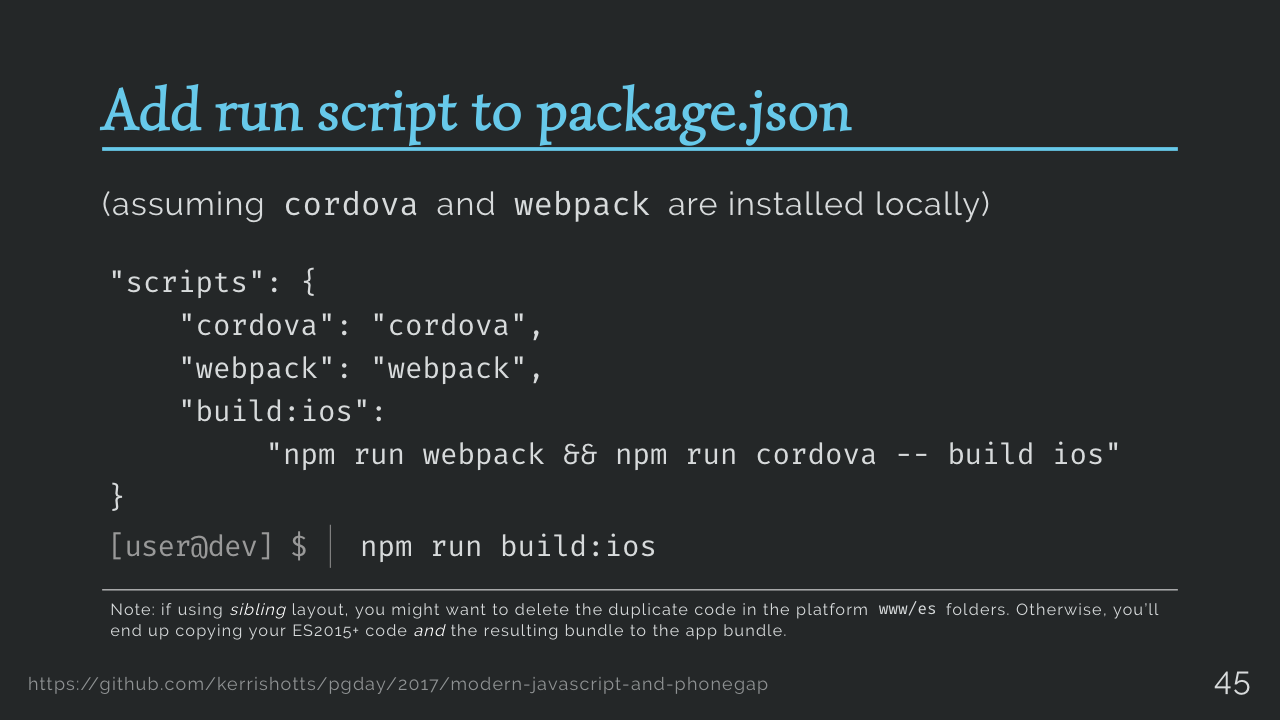 Add run script to package.json
(assuming cordova and webpack are installed locally)
"scripts": {
    "cordova": "cordova",
    "webpack": "webpack",
    "build:ios":
         "npm run webpack && npm run cordova -- build ios"
}
[user@dev] $ npm run build:ios
Note: if using sibling layout, you might want to delete the duplicate code in the platform www/es folders. Otherwise, you'll
end up copying your ES2015+ code and the resulting bundle to the app bundle.
https://github.com/kerrishotts/pgday/2017/modern-javascript-and-phonegap
45